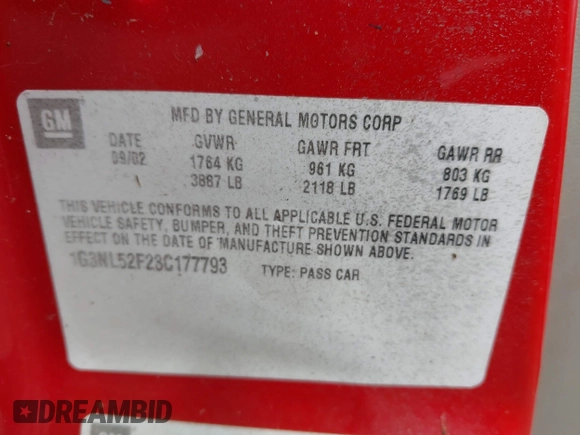 GM
MFD BY GENERAL MOTORS CORP
DATE GVWR GAWR FRT GAWR RR
09/02 1764 KG 961 KG 803 KG
3887 LB 2118 LB 1769 LB
THIS VEHICLE CONFORMS TO ALL APPLICABLE U.S. FEDERAL MOTOR
VEHICLE SAFETY, BUMPER, AND THEFT PREVENTION STANDARDS IN
EFFECT ON THE DATE OF MANUFACTURE SHOWN ABOVE.
1G3NL52F23C177793 TYPE: PASS CAR
DREAMBID
GM